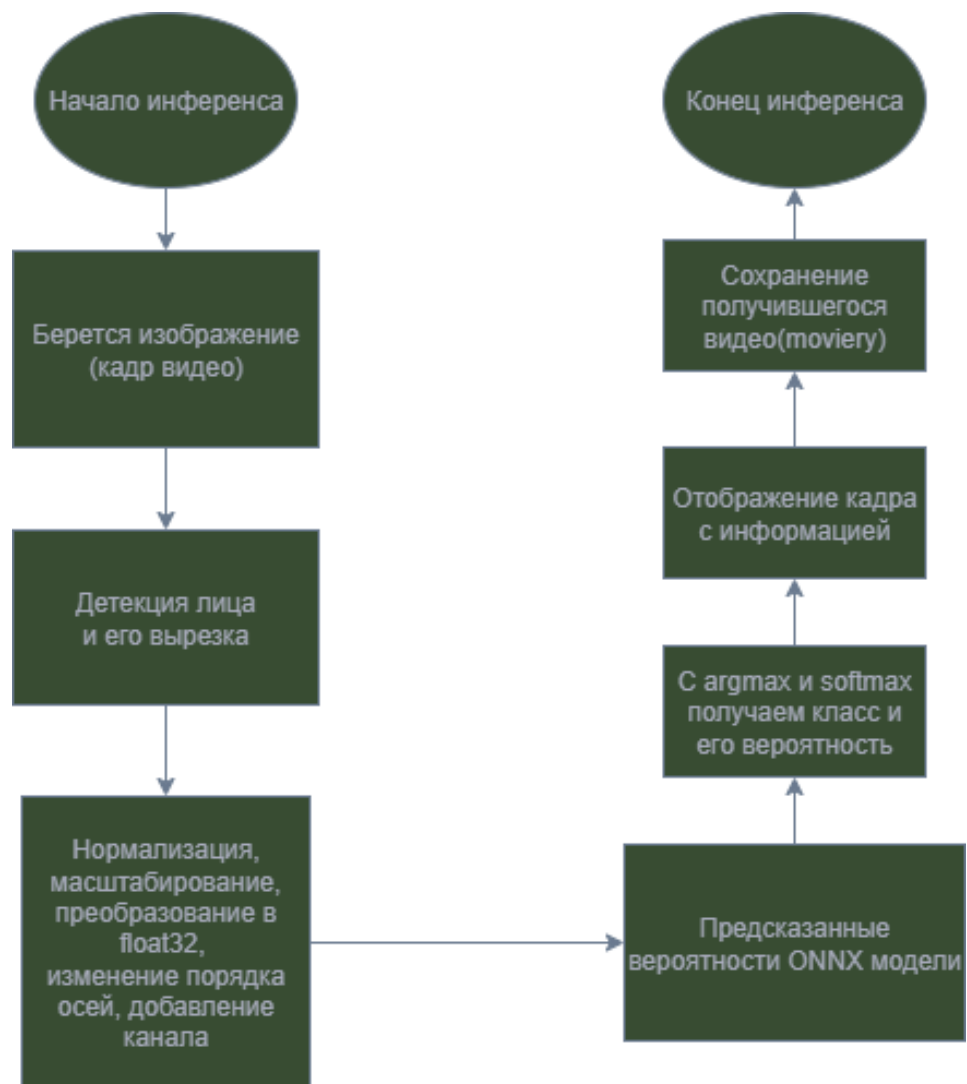 Начало инференса
Берется изображение
(кадр видео)
Детекция лица
и его вырезка
Нормализация,
масштабирование,
преобразование в
float32,
изменение порядка
осей, добавление
канала
Предсказанные
вероятности ONNX модели
С argmax и softmax
получаем класс и
его вероятность
Отображение кадра
с информацией
Сохранение
получившегося
видео(moviery)
Конец инференса